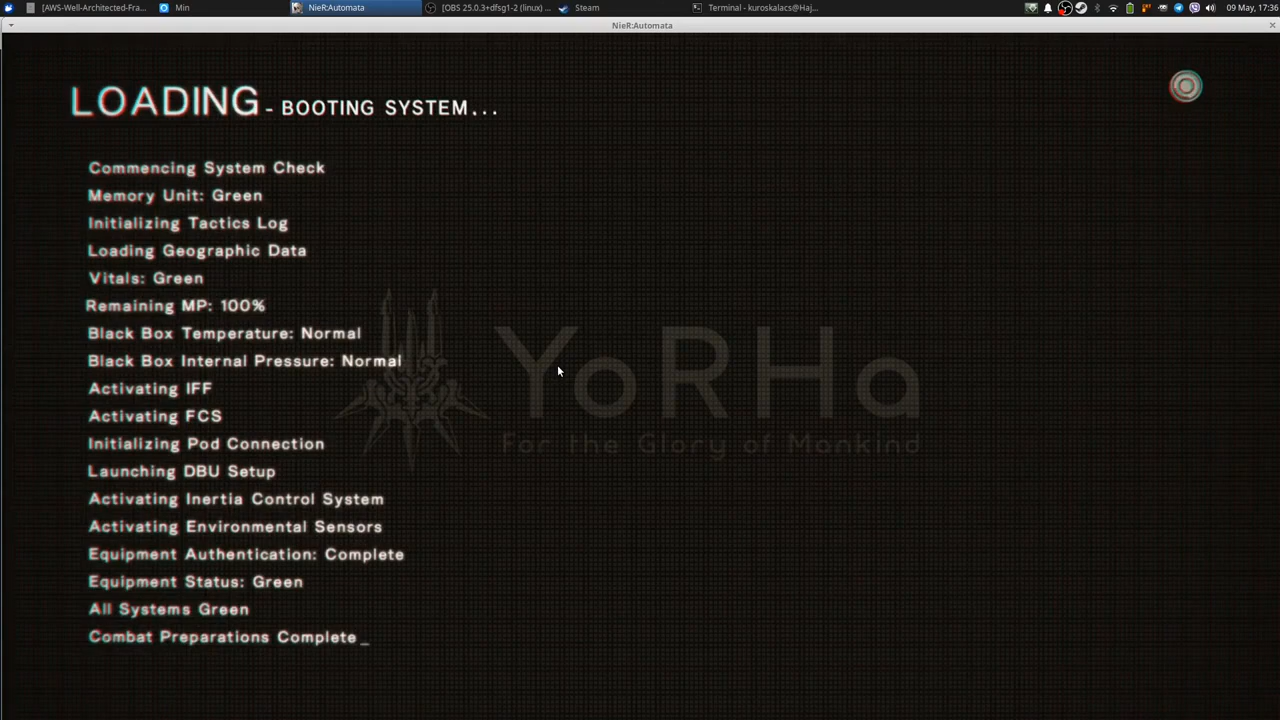 [AWS-Well-Architected-Fra...
Min
NieR:Automata
[OBS 25.0.3+dfsg1-2 (linux) ...
Steam
Terminal - kuroskalacs@Haj...
09 May, 17:36
NieR:Automata
LOADING - BOOTING SYSTEM...
Commencing System Check
Memory Unit: Green
Initializing Tactics Log
Loading Geographic Data
Vitals: Green
Remaining MP: 100%
Black Box Temperature: Normal
Black Box Internal Pressure: Normal
Activating IFF
Activating FCS
Initializing Pod Connection
Launching DBU Setup
Activating Inertia Control System
Activating Environmental Sensors
Equipment Authentication: Complete
Equipment Status: Green
All Systems Green
Combat Preparations Complete _
YoRHa
For the Glory of Mankind